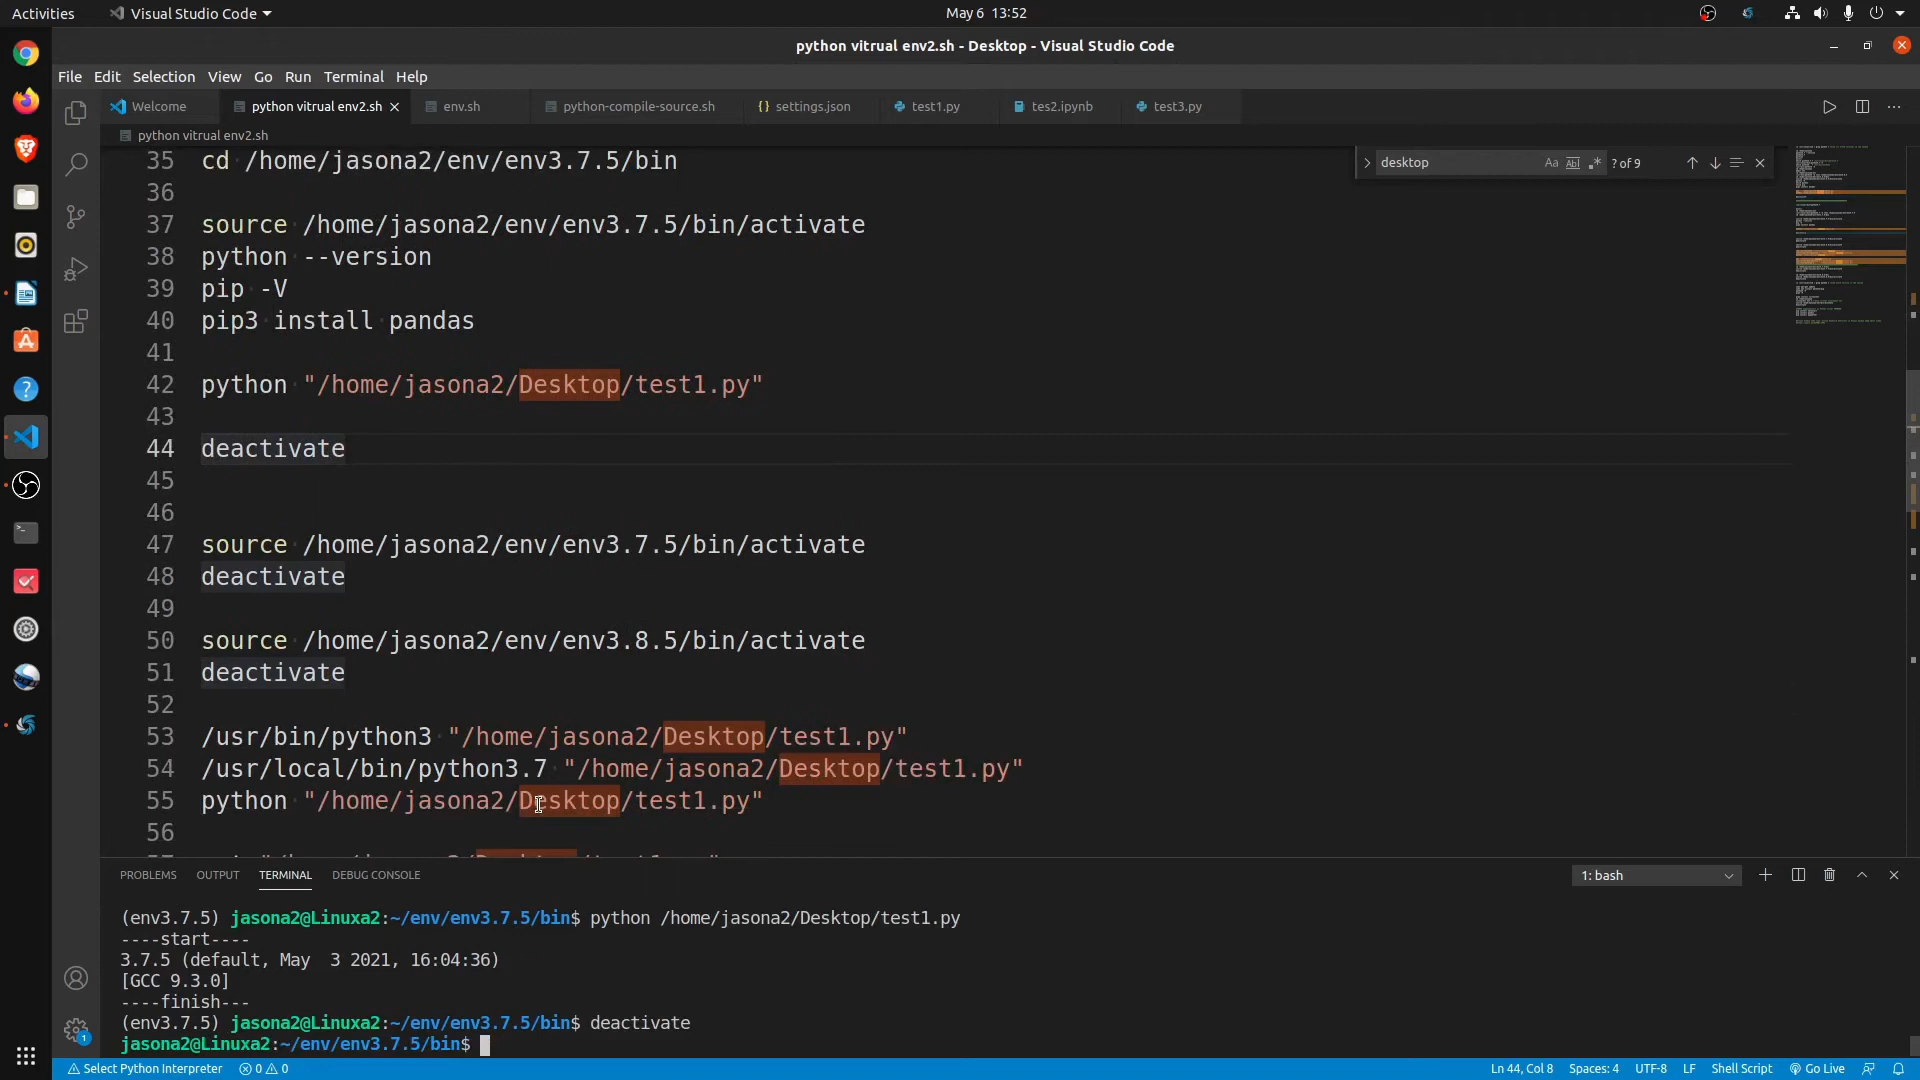 Activities
Visual Studio Code
May 6 13:52
python vitrual env2.sh - Desktop - Visual Studio Code
File Edit Selection View Go Run Terminal Help
Welcome
python vitrual env2.sh
env.sh
python-compile-source.sh
settings.json
test1.py
tes2.ipynb
test3.py
python vitrual env2.sh
desktop
Aa Abl .* ? of 9
35 cd /home/jasona2/env/env3.7.5/bin
36
37 source /home/jasona2/env/env3.7.5/bin/activate
38 python --version
39 pip -V
40 pip3 install pandas
41
42 python "/home/jasona2/Desktop/test1.py"
43
44 deactivate
45
46
47 source /home/jasona2/env/env3.7.5/bin/activate
48 deactivate
49
50 source /home/jasona2/env/env3.8.5/bin/activate
51 deactivate
52
53 /usr/bin/python3 "/home/jasona2/Desktop/test1.py"
54 /usr/local/bin/python3.7 "/home/jasona2/Desktop/test1.py"
55 python "/home/jasona2/Desktop/test1.py"
56
PROBLEMS OUTPUT TERMINAL DEBUG CONSOLE
1: bash
(env3.7.5) jasona2@Linuxa2:~/env/env3.7.5/bin$ python /home/jasona2/Desktop/test1.py
----start----
3.7.5 (default, May  3 2021, 16:04:36)
[GCC 9.3.0]
----finish---
(env3.7.5) jasona2@Linuxa2:~/env/env3.7.5/bin$ deactivate
jasona2@Linuxa2:~/env/env3.7.5/bin$
1
Select Python Interpreter
0 0
Ln 44, Col 8
Spaces: 4
UTF-8
LF
Shell Script
Go Live